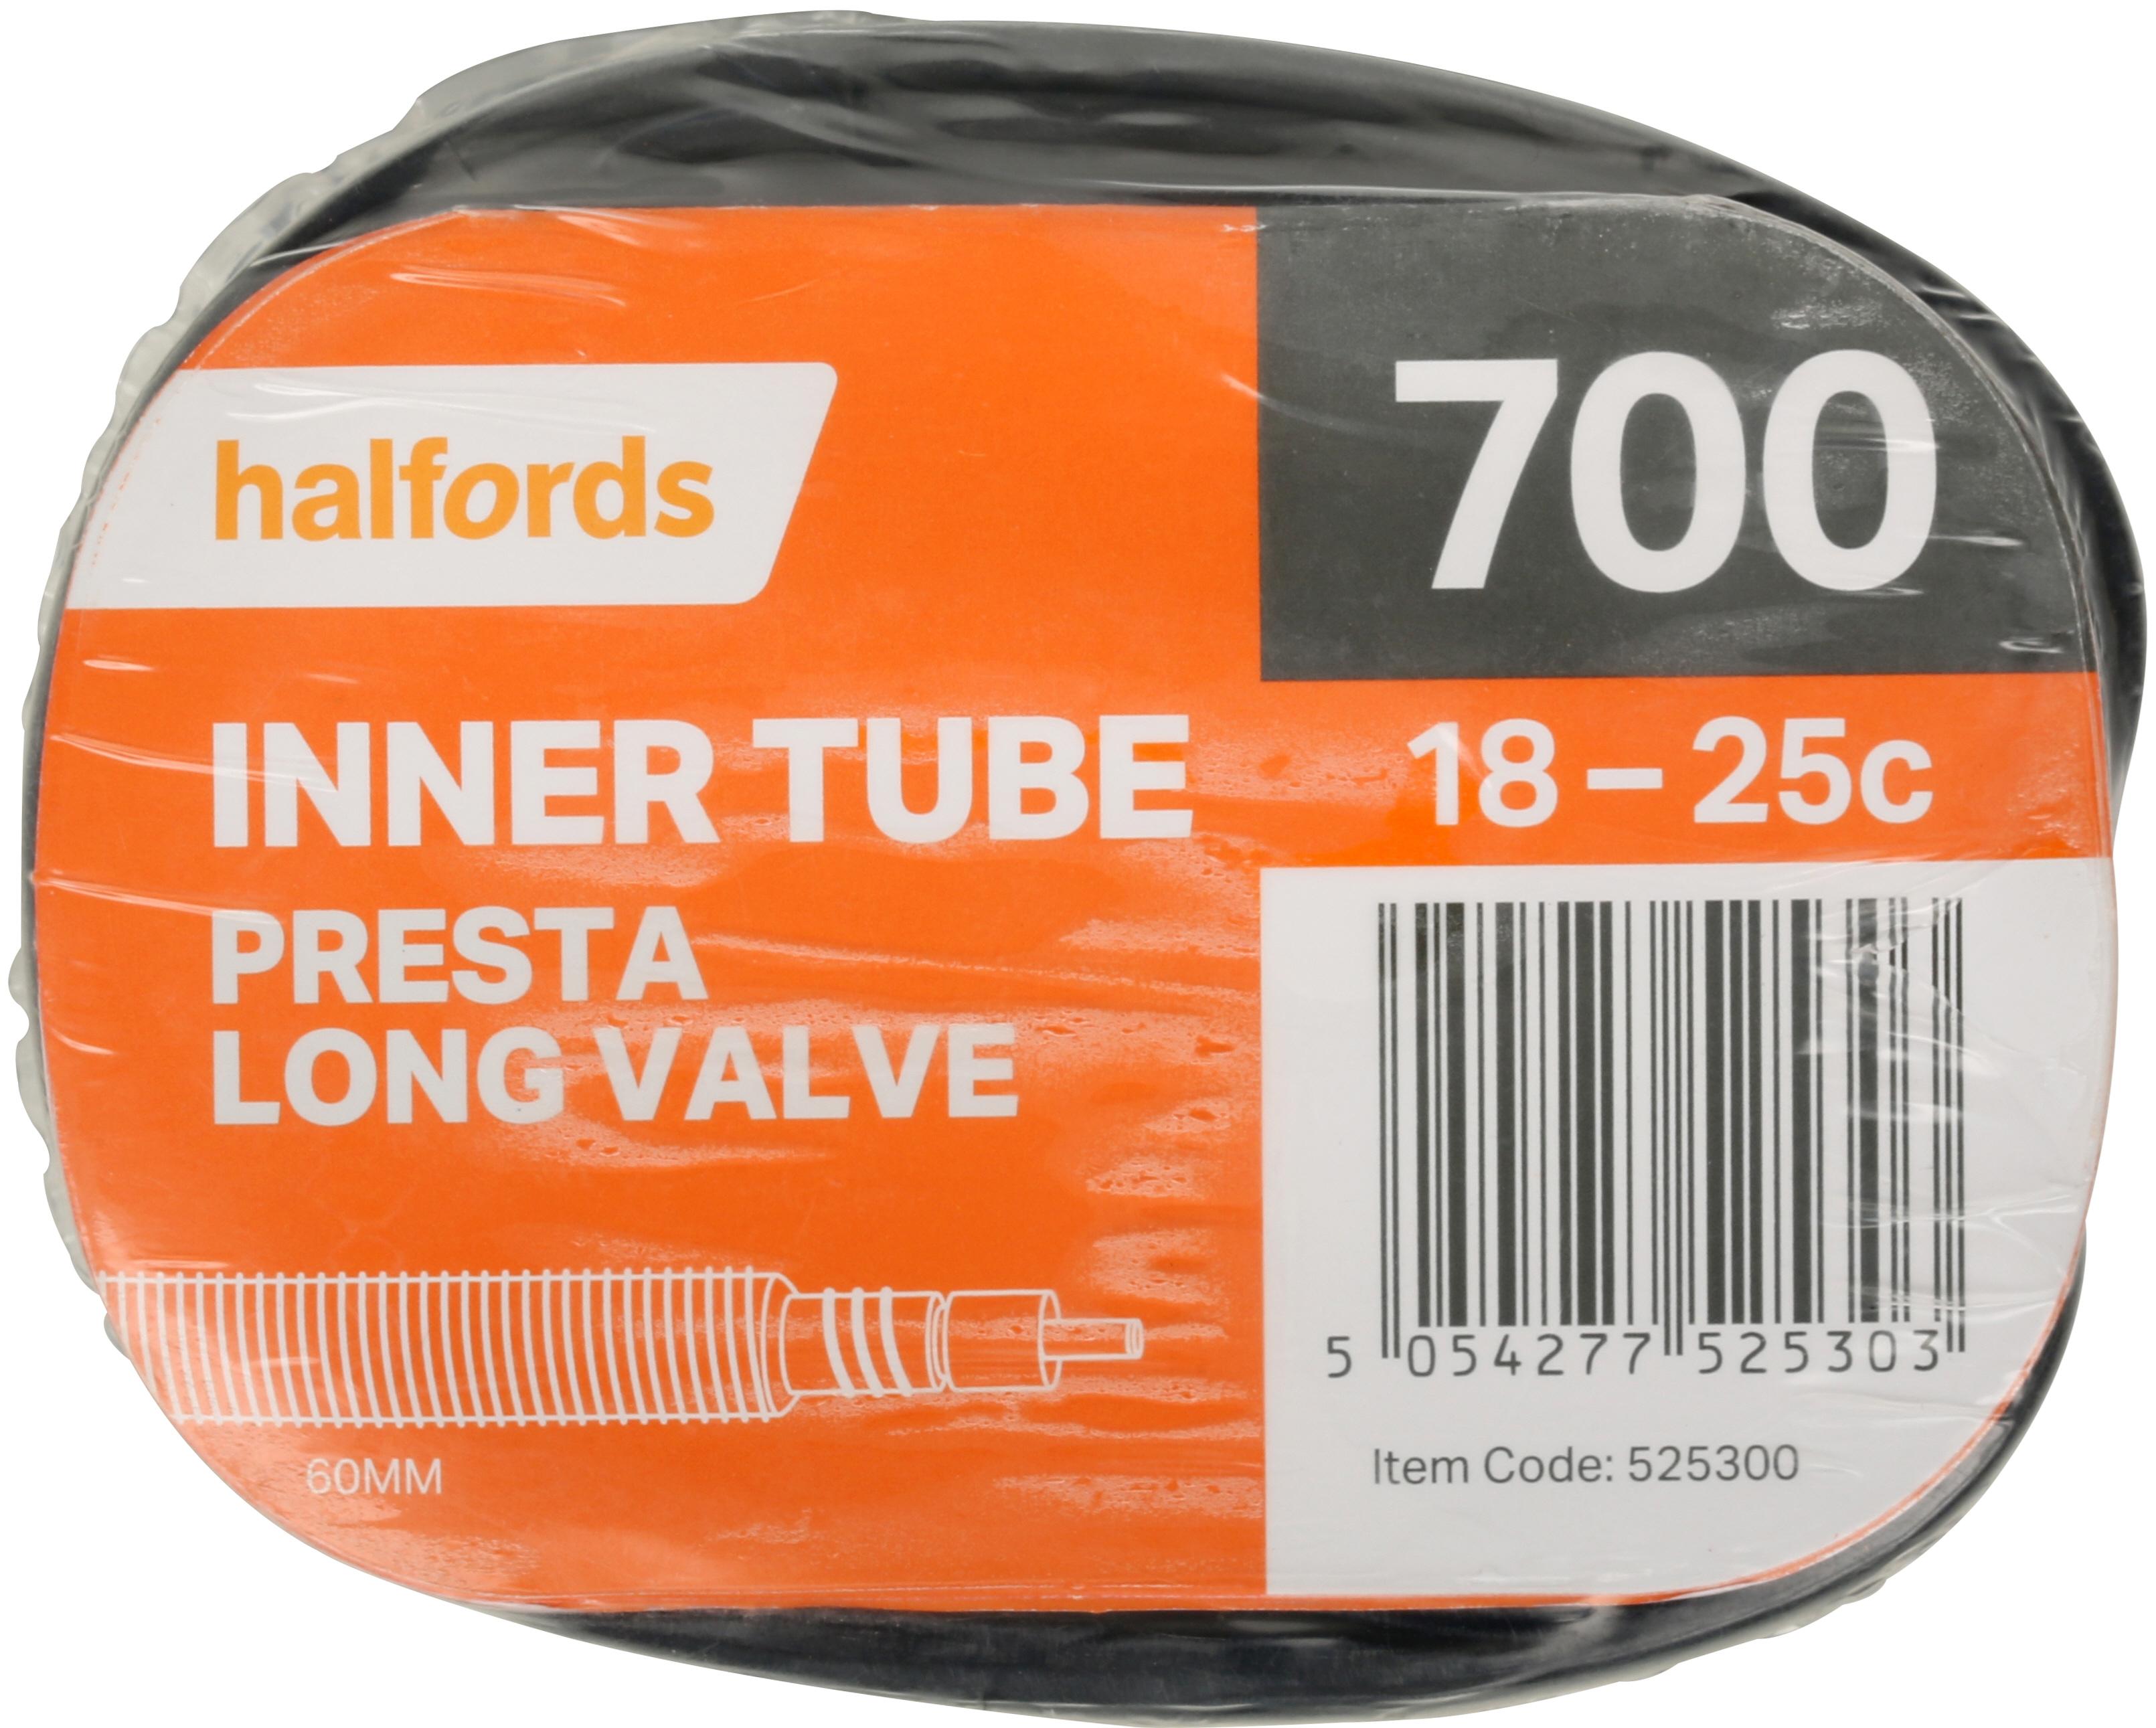 halfords
700
INNER TUBE
18 – 25c
PRESTA
LONG VALVE
60MM
5 054277 525303
Item Code: 525300